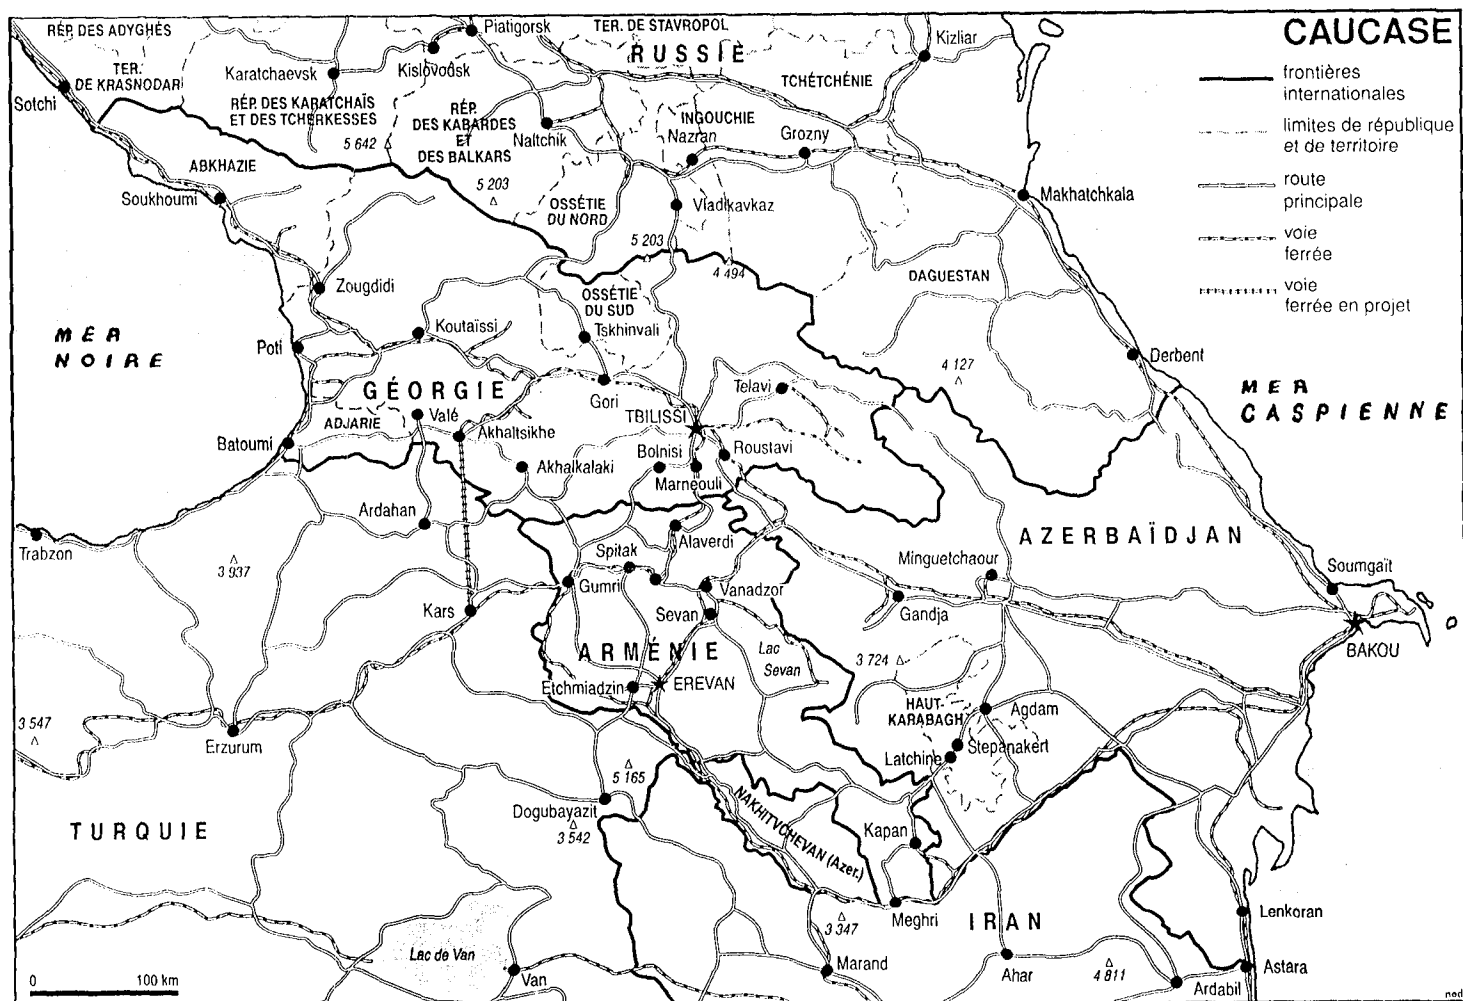 CAUCASE
frontières
internationales
limites de république
et de territoire
route
principale
voie
ferrée
voie
ferrée en projet
RÉP. DES ADYGHÉS
TER.
DE KRASNODAR
Sotchi
Karatchaevsk
Kislovodsk
Piatigorsk
TER. DE STAVROPOL
RUSSIE
Kizliar
TCHÉTCHÉNIE
RÉP. DES KARATCHAÏS
ET DES TCHERKESSES
5 642
RÉP.
DES KABARDES
ET
DES BALKARS
Naltchik
INGOUCHIE
Nazran
Grozny
ABKHAZIE
Soukhoumi
5 203
OSSÉTIE
DU NORD
Vladikavkaz
Makhatchkala
5 203
4 494
DAGUESTAN
Zougdidi
OSSÉTIE
DU SUD
Tskhinvali
MER
NOIRE
Koutaïssi
Poti
Derbent
4 127
MER
CASPIENNE
GÉORGIE
Gori
Telavi
TBILISSI
Valé
ADJARIE
Akhaltsikhe
Batoumi
Bolnisi
Roustavi
Marneouli
Akhalkalaki
Ardahan
Trabzon
3 937
Alaverdi
Spitak
Gumri
Vanadzor
AZERBAÏDJAN
Minguetchaour
Soumgaït
Gandja
Kars
Sevan
BAKOU
ARMÉNIE
Lac
Sevan
3 724
Etchmiadzin
EREVAN
HAUT-
KARABAGH
Agdam
3 547
Erzurum
Stepanakert
Latchine
5 165
Dogubayazit
3 542
NAKHITVCHEVAN (Azer.)
Kapan
TURQUIE
Meghri
IRAN
Lenkoran
3 347
Lac de Van
Van
Marand
Ahar
4 811
Ardabil
Astara
0 100 km